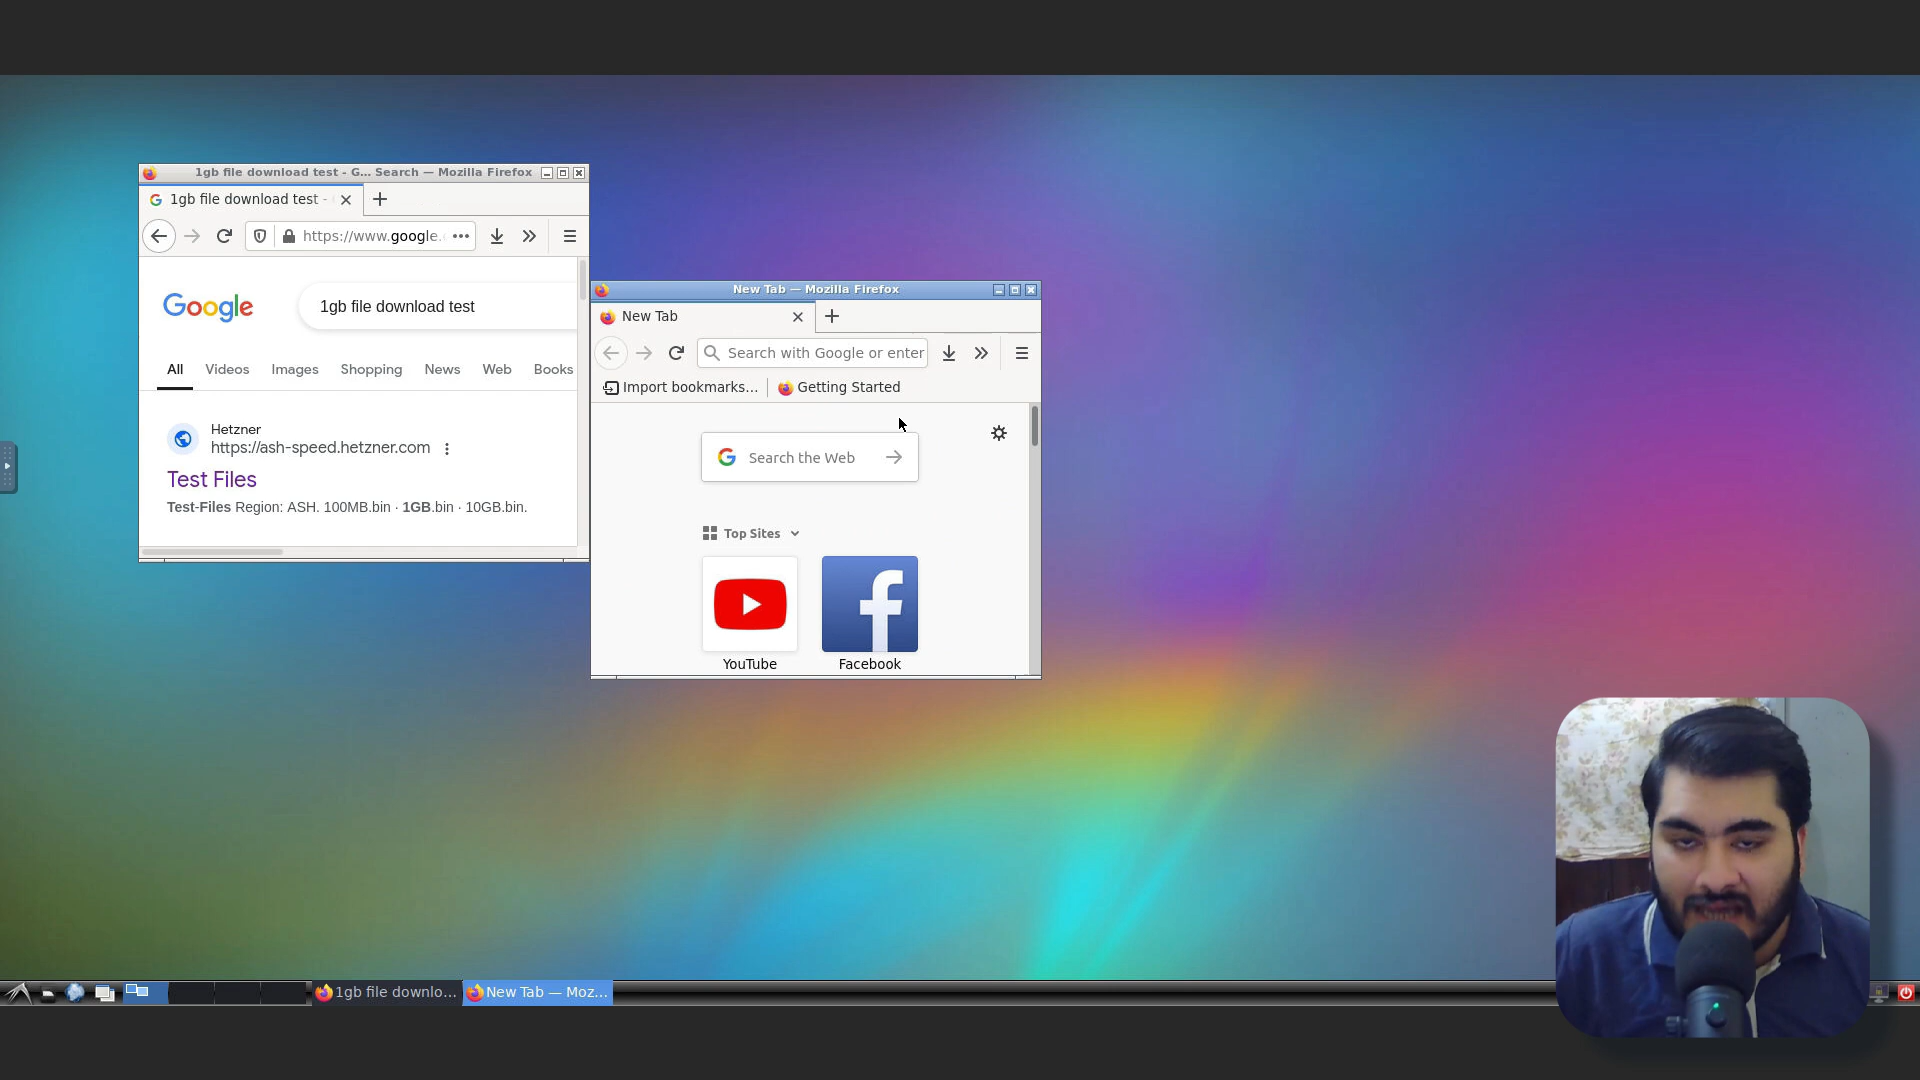 1gb file download test - G... Search — Mozilla Firefox
1gb file download test -
https://www.google.
Google
1gb file download test
All Videos Images Shopping News Web Books
Hetzner
https://ash-speed.hetzner.com
Test Files
Test-Files Region: ASH. 100MB.bin · 1GB.bin · 10GB.bin.
New Tab — Mozilla Firefox
New Tab
Search with Google or enter
Import bookmarks...
Getting Started
Search the Web
Top Sites
YouTube
Facebook
1gb file downlo...
New Tab — Moz...